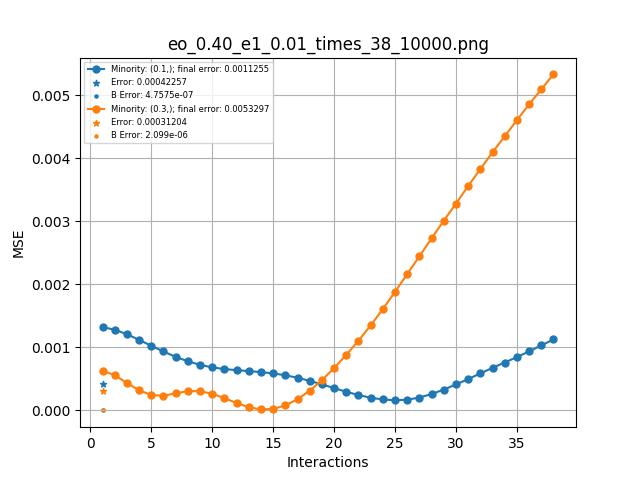 eo_0.40_e1_0.01_times_38_10000.png
Minority: (0.1,); final error: 0.0011255
Error: 0.00042257
B Error: 4.7575e-07
Minority: (0.3,); final error: 0.0053297
Error: 0.00031204
B Error: 2.099e-06
0.005
0.004
0.003
0.002
0.001
0.000
MSE
0 5 10 15 20 25 30 35
Interactions